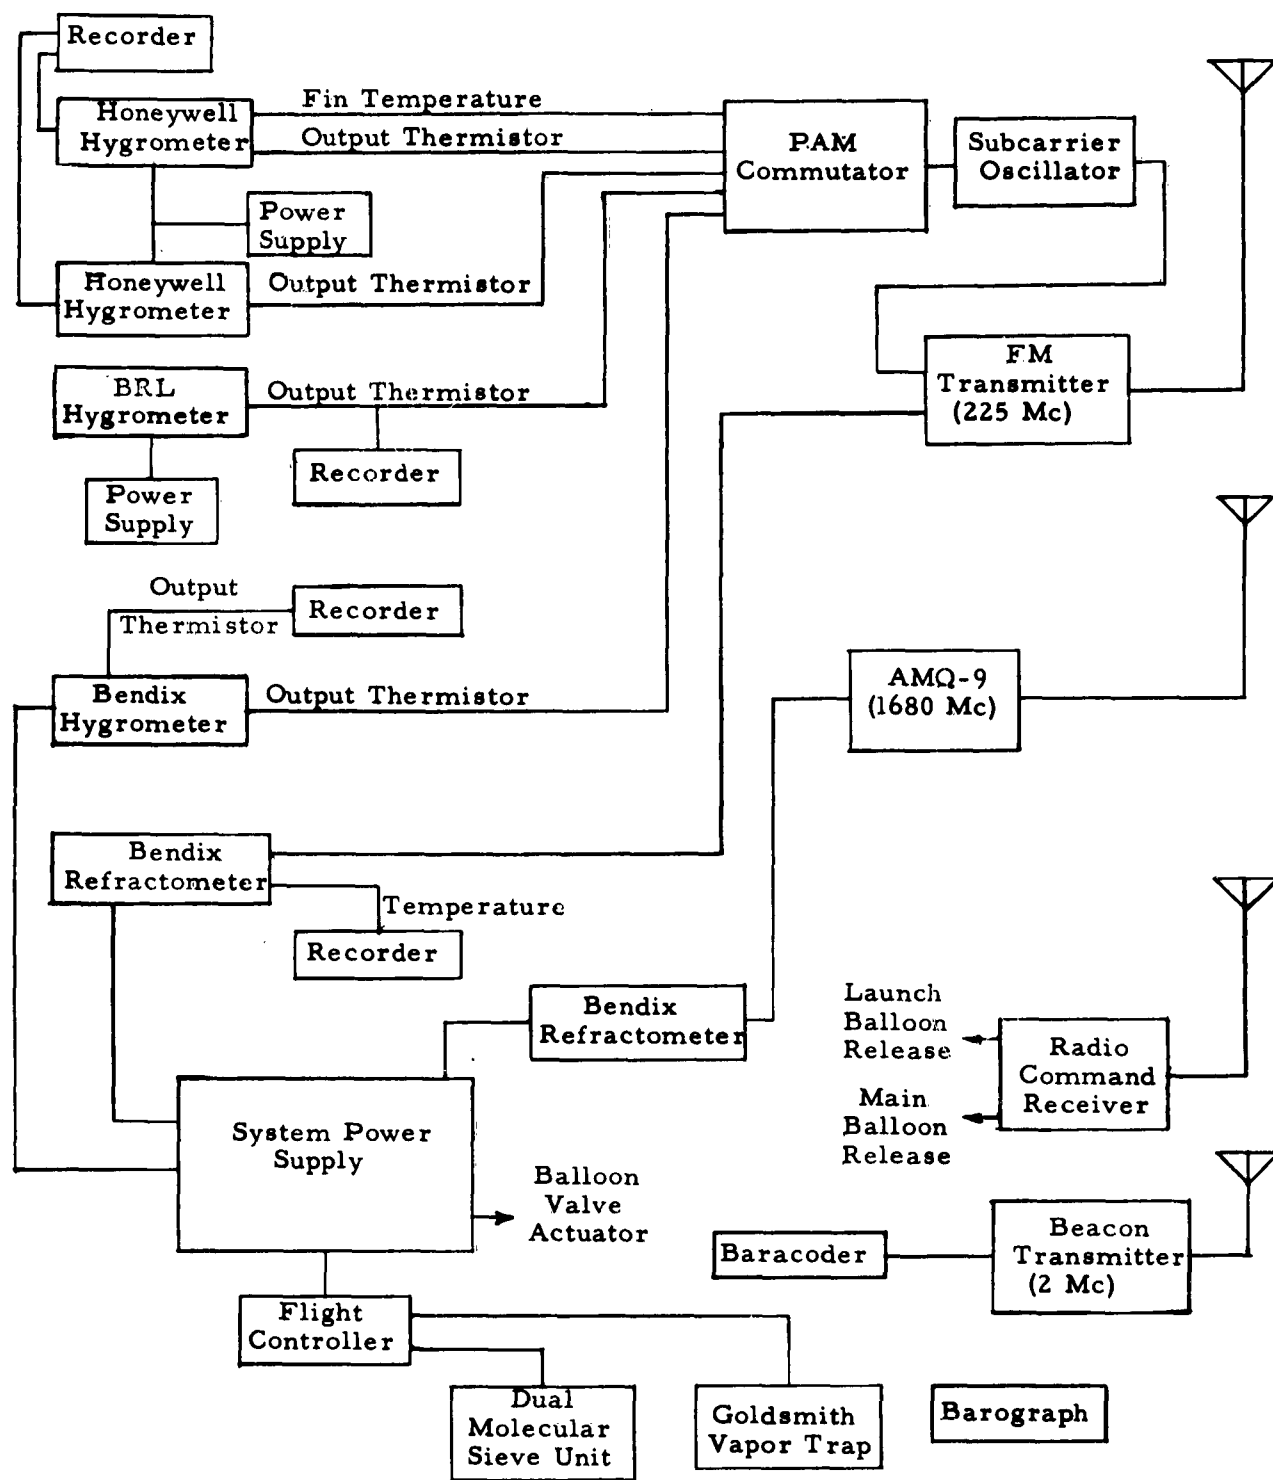 Recorder
Honeywell
Hygrometer
Fin Temperature
Output Thermistor
PAM
Commutator
Subcarrier
Oscillator
Power
Supply
Honeywell
Hygrometer
Output Thermistor
FM
Transmitter
(225 Mc)
BRL
Hygrometer
Output Thermistor
Recorder
Power
Supply
Output
Thermistor
Recorder
Bendix
Hygrometer
Output Thermistor
AMQ-9
(1680 Mc)
Bendix
Refractometer
Temperature
Recorder
Bendix
Refractometer
Launch
Balloon
Release
Main
Balloon
Release
Radio
Command
Receiver
System Power
Supply
Balloon
Valve
Actuator
Baracoder
Beacon
Transmitter
(2 Mc)
Flight
Controller
Dual
Molecular
Sieve Unit
Goldsmith
Vapor Trap
Barograph